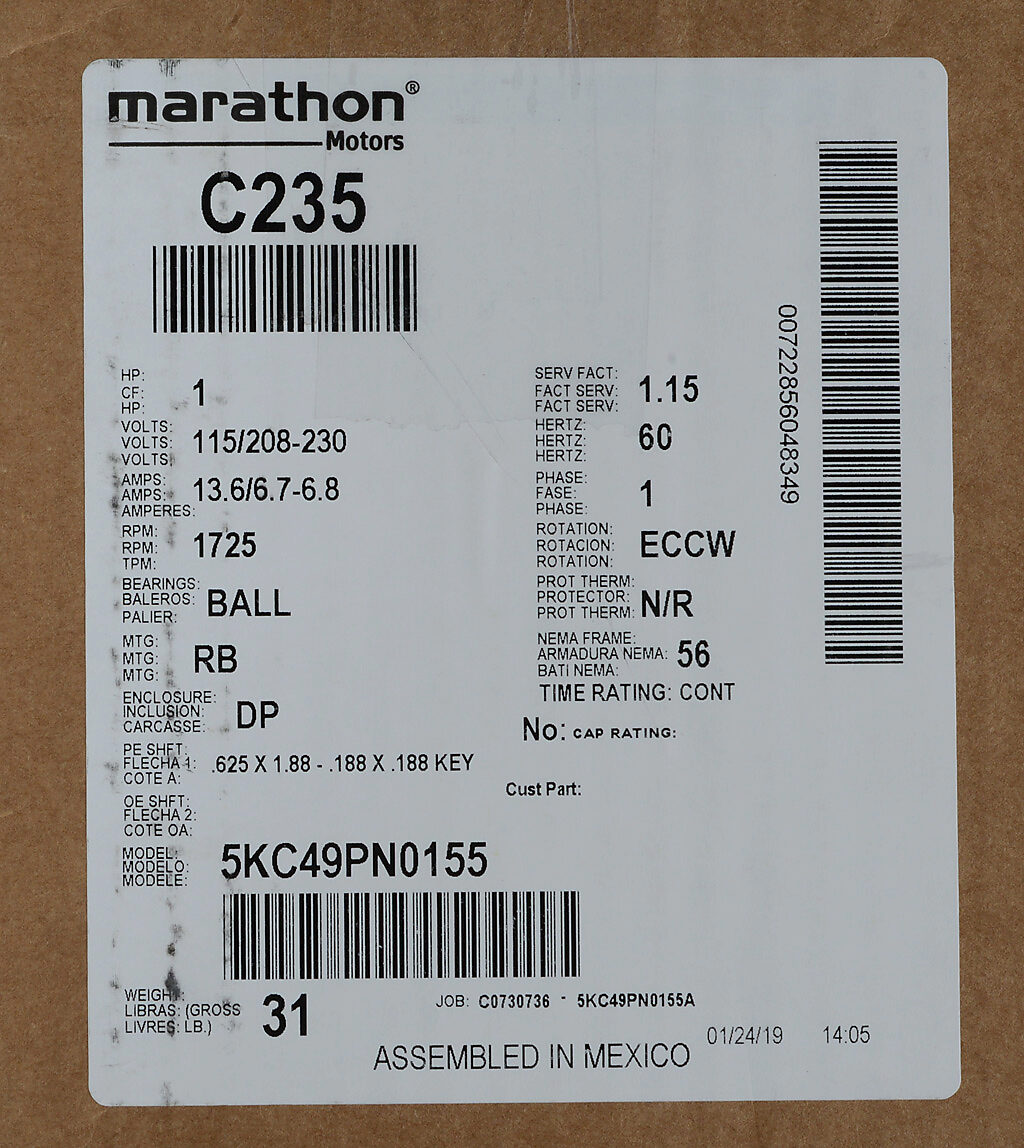 marathon®
Motors
C235
HP:
CF: 1
HP:
VOLTS:
VOLTS: 115/208-230
VOLTS:
AMPS:
AMPS: 13.6/6.7-6.8
AMPERES:
RPM:
RPM: 1725
TPM:
BEARINGS:
BALEROS: BALL
PALIER:
MTG:
MTG: RB
MTG:
ENCLOSURE:
INCLUSION: DP
CARCASSE:
PE SHFT:
FLECHA 1: .625 X 1.88 - .188 X .188 KEY
COTE A:
OE SHFT:
FLECHA 2:
COTE OA:
SERV FACT:
FACT SERV: 1.15
FACT SERV:
HERTZ:
HERTZ: 60
HERTZ:
PHASE:
FASE: 1
PHASE:
ROTATION:
ROTACION: ECCW
ROTATION:
PROT THERM:
PROTECTOR: N/R
PROT THERM:
NEMA FRAME:
ARMADURA NEMA: 56
BATI NEMA:
TIME RATING: CONT
No: CAP RATING:
Cust Part:
00722856048349
MODEL:
MODELO: 5KC49PN0155
MODELE:
WEIGHT:
LIBRAS: (GROSS 31
LIVRES: LB.)
JOB: C0730736 - 5KC49PN0155A
01/24/19 14:05
ASSEMBLED IN MEXICO